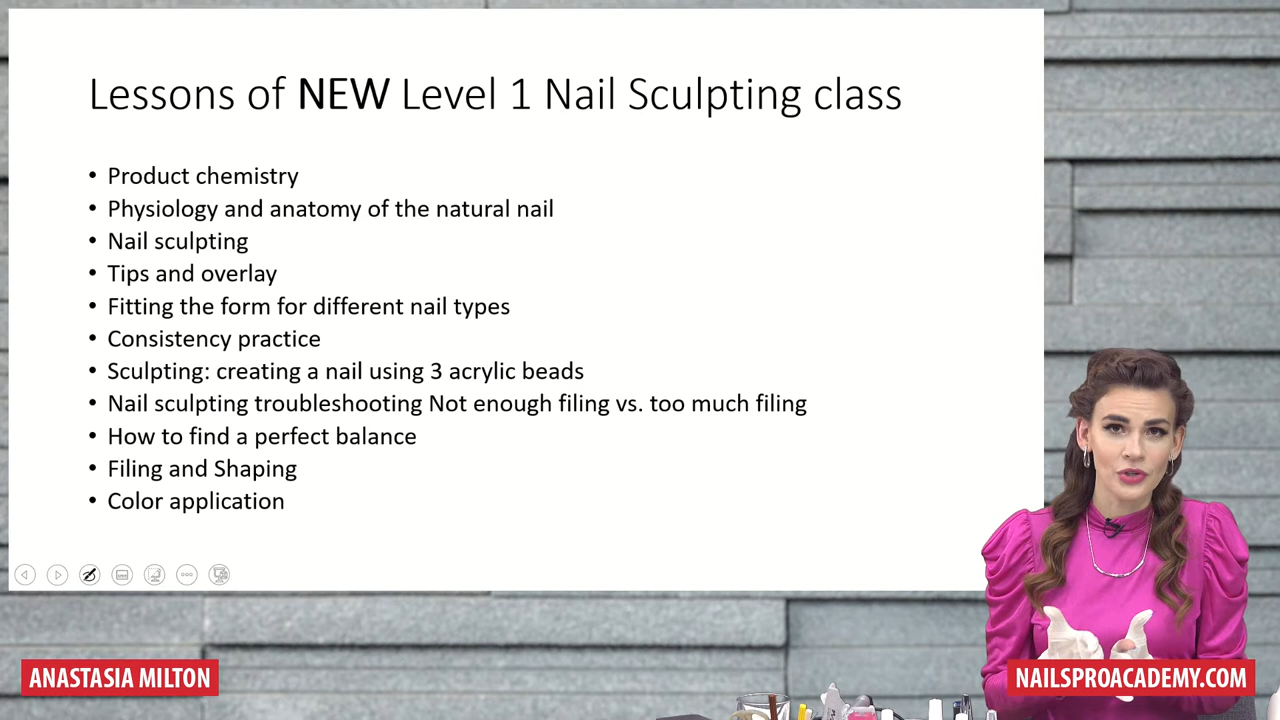 Lessons of NEW Level 1 Nail Sculpting class
• Product chemistry
• Physiology and anatomy of the natural nail
• Nail sculpting
• Tips and overlay
• Fitting the form for different nail types
• Consistency practice
• Sculpting: creating a nail using 3 acrylic beads
• Nail sculpting troubleshooting Not enough filing vs. too much filing
• How to find a perfect balance
• Filing and Shaping
• Color application
ANASTASIA MILTON
NAILSPROACADEMY.COM